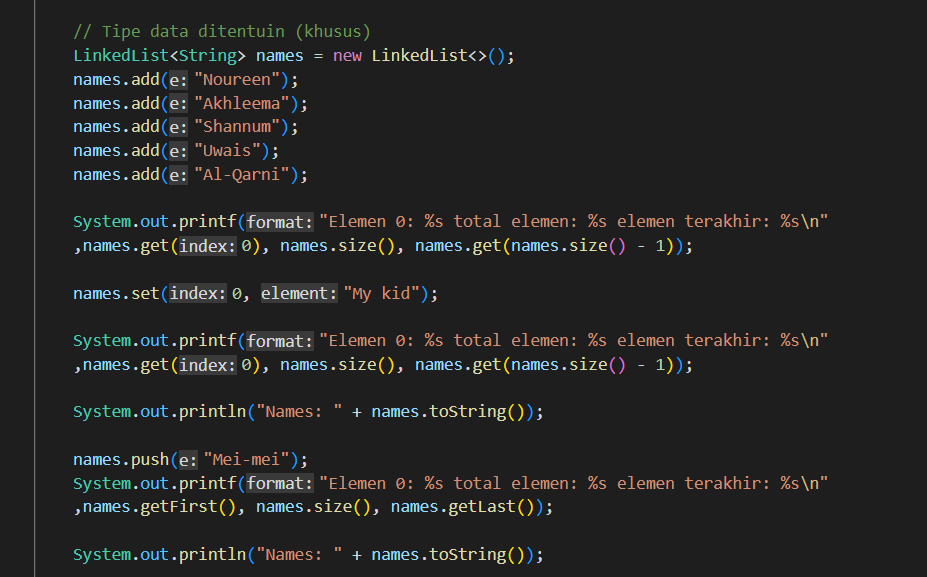 // Tipe data ditentuin (khusus)
LinkedList<String> names = new LinkedList<>();
names.add(e: "Noureen");
names.add(e: "Akhleema");
names.add(e: "Shannum");
names.add(e: "Uwais");
names.add(e: "Al-Qarni");
System.out.printf(format: "Elemen 0: %s total elemen: %s elemen terakhir: %s\n"
,names.get(index: 0), names.size(), names.get(names.size() - 1));
names.set(index: 0, element: "My kid");
System.out.printf(format: "Elemen 0: %s total elemen: %s elemen terakhir: %s\n"
,names.get(index: 0), names.size(), names.get(names.size() - 1));
System.out.println("Names: " + names.toString());
names.push(e: "Mei-mei");
System.out.printf(format: "Elemen 0: %s total elemen: %s elemen terakhir: %s\n"
,names.getFirst(), names.size(), names.getLast());
System.out.println("Names: " + names.toString());